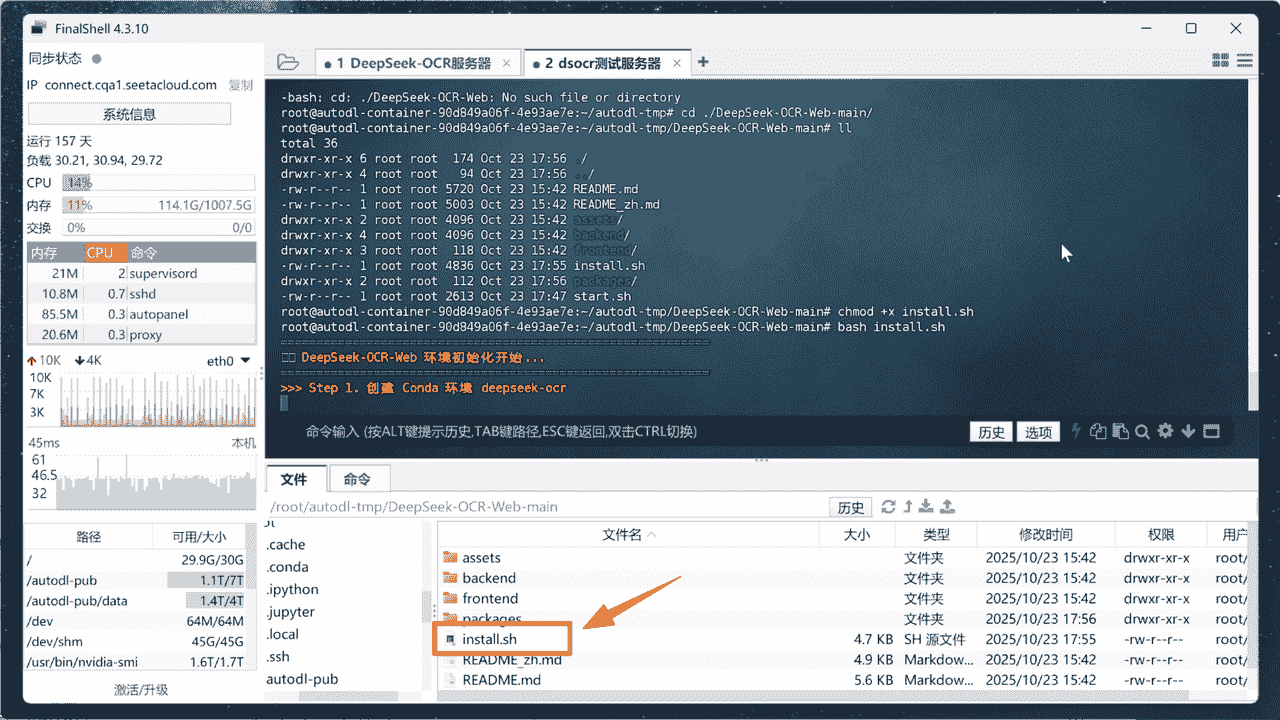 FinalShell 4.3.10
同步状态
IP connect.cqa1.seetacloud.com 复制
系统信息
运行 157 天
负载 30.21, 30.94, 29.72
CPU 14%
内存 11% 114.1G/1007.5G
交换 0% 0/0
内存 CPU 命令
21M 2 supervisord
10.8M 0.7 sshd
85.5M 0.3 autopanel
20.6M 0.3 proxy
10K 4K eth0
10K
7K
3K
45ms 本机
61
46.5
32
路径 可用/大小
/ 29.9G/30G
/autodl-pub 1.1T/7T
/autodl-pub/data 1.4T/4T
/dev 64M/64M
/dev/shm 45G/45G
/usr/bin/nvidia-smi 1.6T/1.7T
激活/升级
1 DeepSeek-OCR服务器 × 2 dsocr测试服务器 × +
-bash: cd: ./DeepSeek-OCR-Web: No such file or directory
root@autodl-container-90d849a06f-4e93ae7e:~/autodl-tmp# cd ./DeepSeek-OCR-Web-main/
root@autodl-container-90d849a06f-4e93ae7e:~/autodl-tmp/DeepSeek-OCR-Web-main# ll
total 36
drwxr-xr-x 6 root root 174 Oct 23 17:56 ./
drwxr-xr-x 4 root root 94 Oct 23 17:56 ../
-rw-r--r-- 1 root root 5720 Oct 23 15:42 README.md
-rw-r--r-- 1 root root 5003 Oct 23 15:42 README_zh.md
drwxr-xr-x 2 root root 4096 Oct 23 15:42 assets/
drwxr-xr-x 4 root root 4096 Oct 23 15:42 backend/
drwxr-xr-x 3 root root 118 Oct 23 15:42 frontend/
-rw-r--r-- 1 root root 4836 Oct 23 17:55 install.sh
drwxr-xr-x 2 root root 112 Oct 23 17:56 packages/
-rw-r--r-- 1 root root 2613 Oct 23 17:47 start.sh
root@autodl-container-90d849a06f-4e93ae7e:~/autodl-tmp/DeepSeek-OCR-Web-main# chmod +x install.sh
root@autodl-container-90d849a06f-4e93ae7e:~/autodl-tmp/DeepSeek-OCR-Web-main# bash install.sh
DeepSeek-OCR-Web 环境初始化开始...
>>> Step 1. 创建 Conda 环境 deepseek-ocr
命令输入 (按ALT键提示历史,TAB键路径,ESC键返回,双击CTRL切换) 历史 选项
文件 命令
/root/autodl-tmp/DeepSeek-OCR-Web-main 历史
.cache
.conda
.ipython
.jupyter
.local
.ssh
autodl-pub
文件名 大小 类型 修改时间 权限 用户
assets 文件夹 2025/10/23 15:42 drwxr-xr-x root/
backend 文件夹 2025/10/23 15:42 drwxr-xr-x root/
frontend 文件夹 2025/10/23 15:42 drwxr-xr-x root/
packages 文件夹 2025/10/23 17:56 drwxr-xr-x root/
install.sh 4.7 KB SH 源文件 2025/10/23 17:55 -rw-r--r-- root/
README_zh.md 4.9 KB Markdow... 2025/10/23 15:42 -rw-r--r-- root/
README.md 5.6 KB Markdow... 2025/10/23 15:42 -rw-r--r-- root/